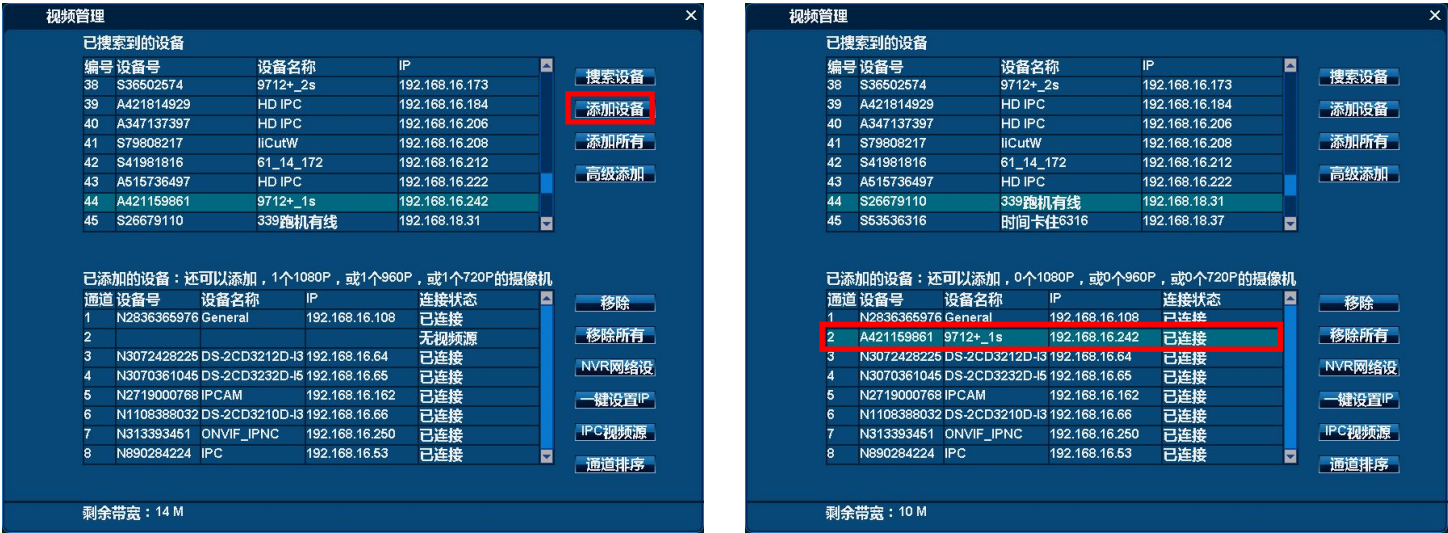 视频管理
已搜索到的设备
编号 设备号 设备名称 IP
38 S36502574 9712+_2s 192.168.16.173
39 A421814929 HD IPC 192.168.16.184
40 A347137397 HD IPC 192.168.16.206
41 S79808217 IiCutW 192.168.16.208
42 S41981816 61_14_172 192.168.16.212
43 A515736497 HD IPC 192.168.16.222
44 A421159861 9712+_1s 192.168.16.242
45 S26679110 339跑机有线 192.168.18.31
搜索设备
添加设备
添加所有
高级添加
已添加的设备：还可以添加，1个1080P，或1个960P，或1个720P的摄像机
通道 设备号 设备名称 IP 连接状态
1 N2836365976 General 192.168.16.108 已连接
2 无视频源
3 N3072428225 DS-2CD3212D-I3 192.168.16.64 已连接
4 N3070361045 DS-2CD3232D-I5 192.168.16.65 已连接
5 N2719000768 IPCAM 192.168.16.162 已连接
6 N1108388032 DS-2CD3210D-I3 192.168.16.66 已连接
7 N313393451 ONVIF_IPNC 192.168.16.250 已连接
8 N890284224 IPC 192.168.16.53 已连接
移除
移除所有
NVR网络设
一键设置IP
IPC视频源
通道排序
剩余带宽：14 M
视频管理
已搜索到的设备
编号 设备号 设备名称 IP
38 S36502574 9712+_2s 192.168.16.173
39 A421814929 HD IPC 192.168.16.184
40 A347137397 HD IPC 192.168.16.206
41 S79808217 IiCutW 192.168.16.208
42 S41981816 61_14_172 192.168.16.212
43 A515736497 HD IPC 192.168.16.222
44 S26679110 339跑机有线 192.168.18.31
45 S53536316 时间卡住6316 192.168.18.37
搜索设备
添加设备
添加所有
高级添加
已添加的设备：还可以添加，0个1080P，或0个960P，或0个720P的摄像机
通道 设备号 设备名称 IP 连接状态
1 N2836365976 General 192.168.16.108 已连接
2 A421159861 9712+_1s 192.168.16.242 已连接
3 N3072428225 DS-2CD3212D-I3 192.168.16.64 已连接
4 N3070361045 DS-2CD3232D-I5 192.168.16.65 已连接
5 N2719000768 IPCAM 192.168.16.162 已连接
6 N1108388032 DS-2CD3210D-I3 192.168.16.66 已连接
7 N313393451 ONVIF_IPNC 192.168.16.250 已连接
8 N890284224 IPC 192.168.16.53 已连接
移除
移除所有
NVR网络设
一键设置IP
IPC视频源
通道排序
剩余带宽：10 M